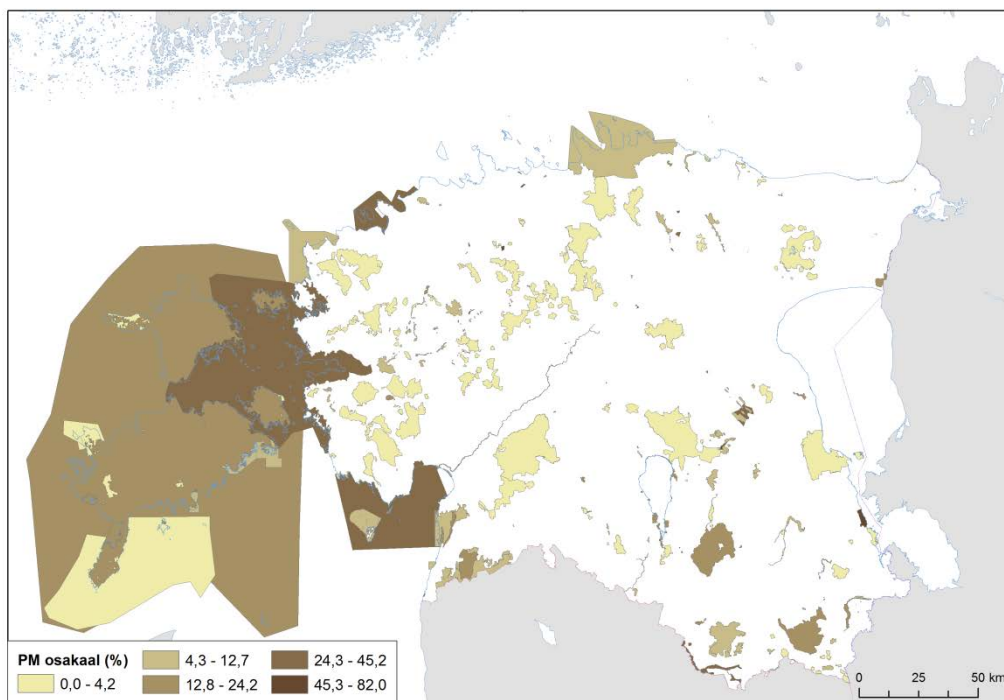 PM osakaal (%)
0,0 - 4,2
4,3 - 12,7
12,8 - 24,2
24,3 - 45,2
45,3 - 82,0
0 25 50 km